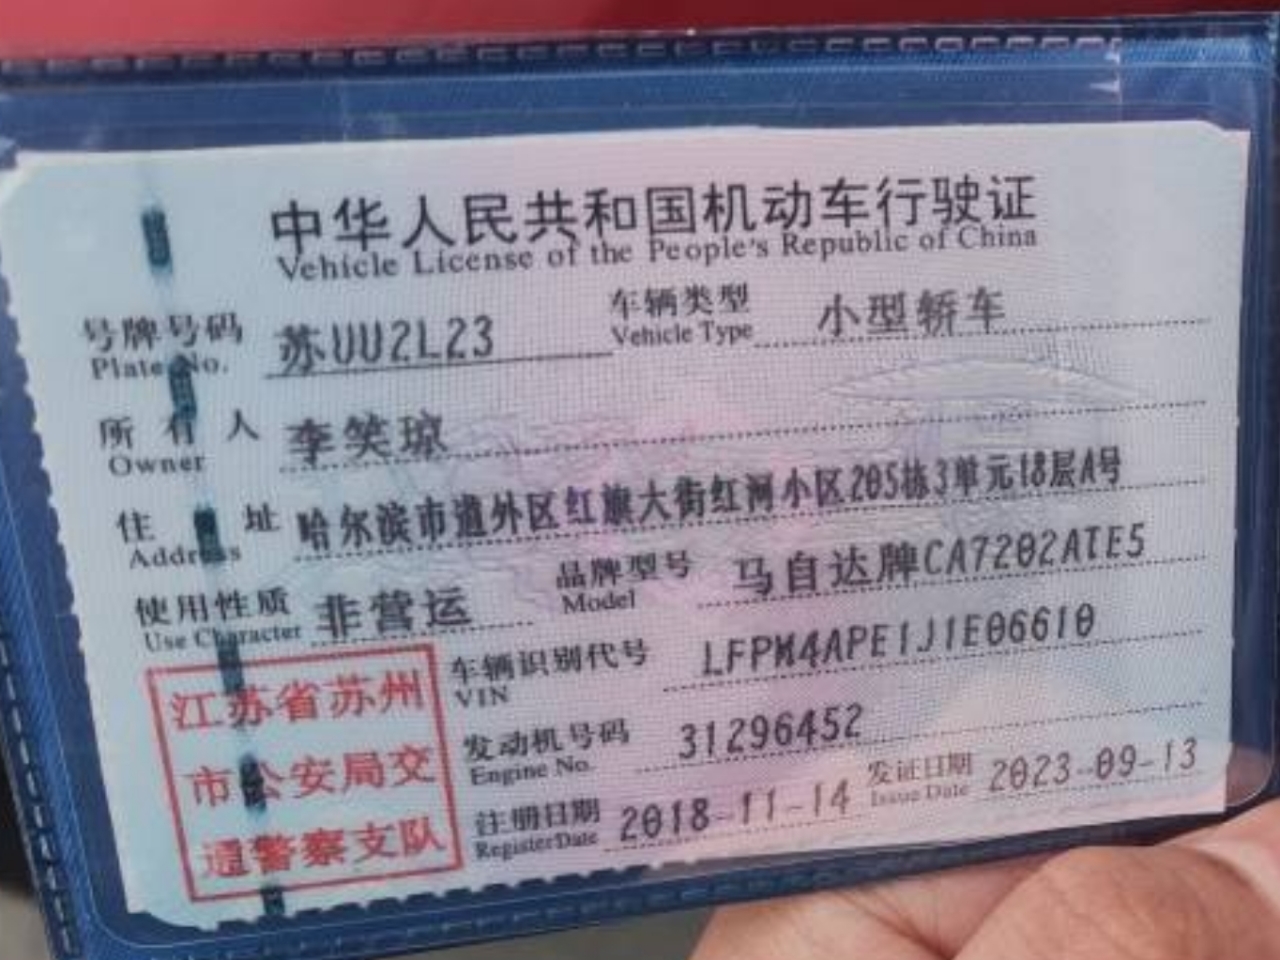 中华人民共和国机动车行驶证
Vehicle License of the People's Republic of China
号牌号码 苏UU2L23 车辆类型 小型轿车
Plate No. Vehicle Type
所有人 李笑琼
Owner
住址 哈尔滨市道外区红旗大街红河小区205栋3单元18层A号
Address
使用性质 非营运 品牌型号 马自达牌CA7202ATE5
Use Character Model
车辆识别代号 LFPM4APE1J1E06610
VIN
发动机号码 31296452
Engine No.
注册日期 2018-11-14 发证日期 2023-09-13
Register Date Issue Date
江苏省苏州
市公安局交
通警察支队